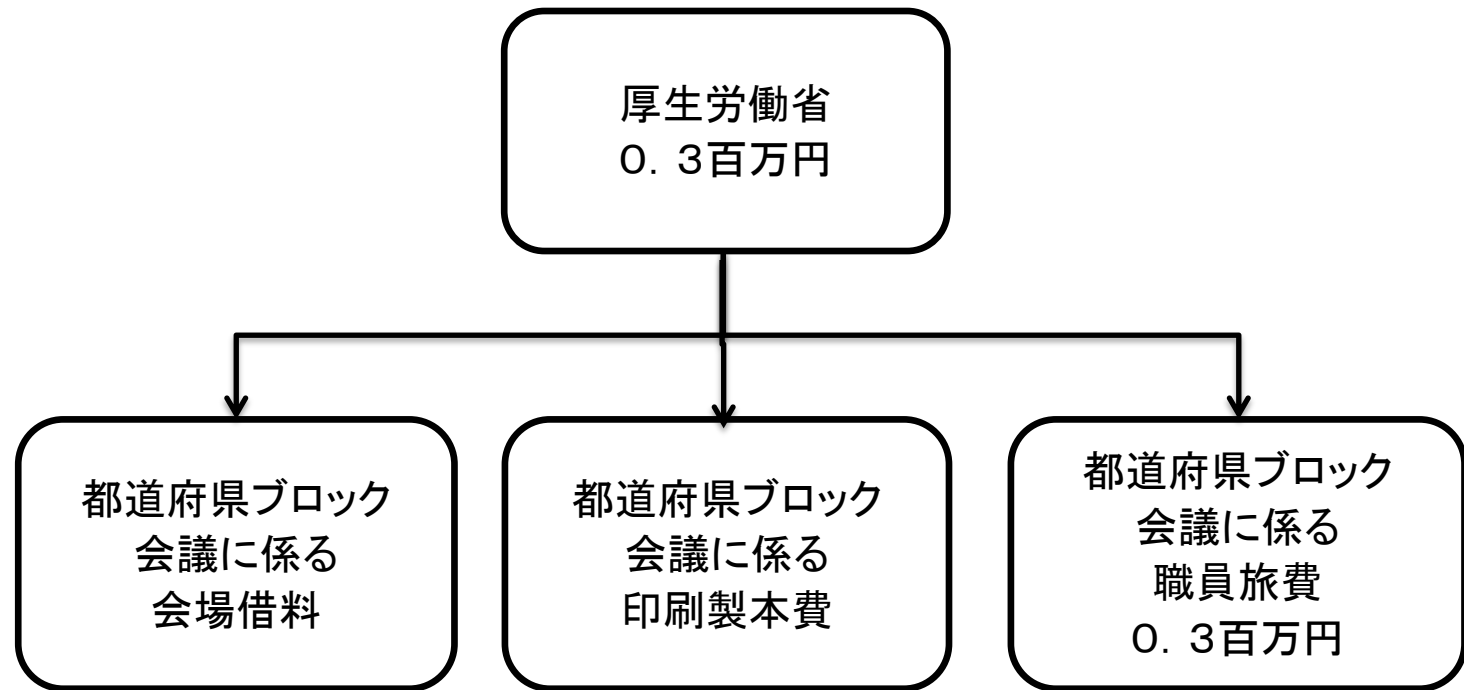 厚生労働省
０．３百万円
都道府県ブロック
会議に係る
会場借料
都道府県ブロック
会議に係る
印刷製本費
都道府県ブロック
会議に係る
職員旅費
０．３百万円